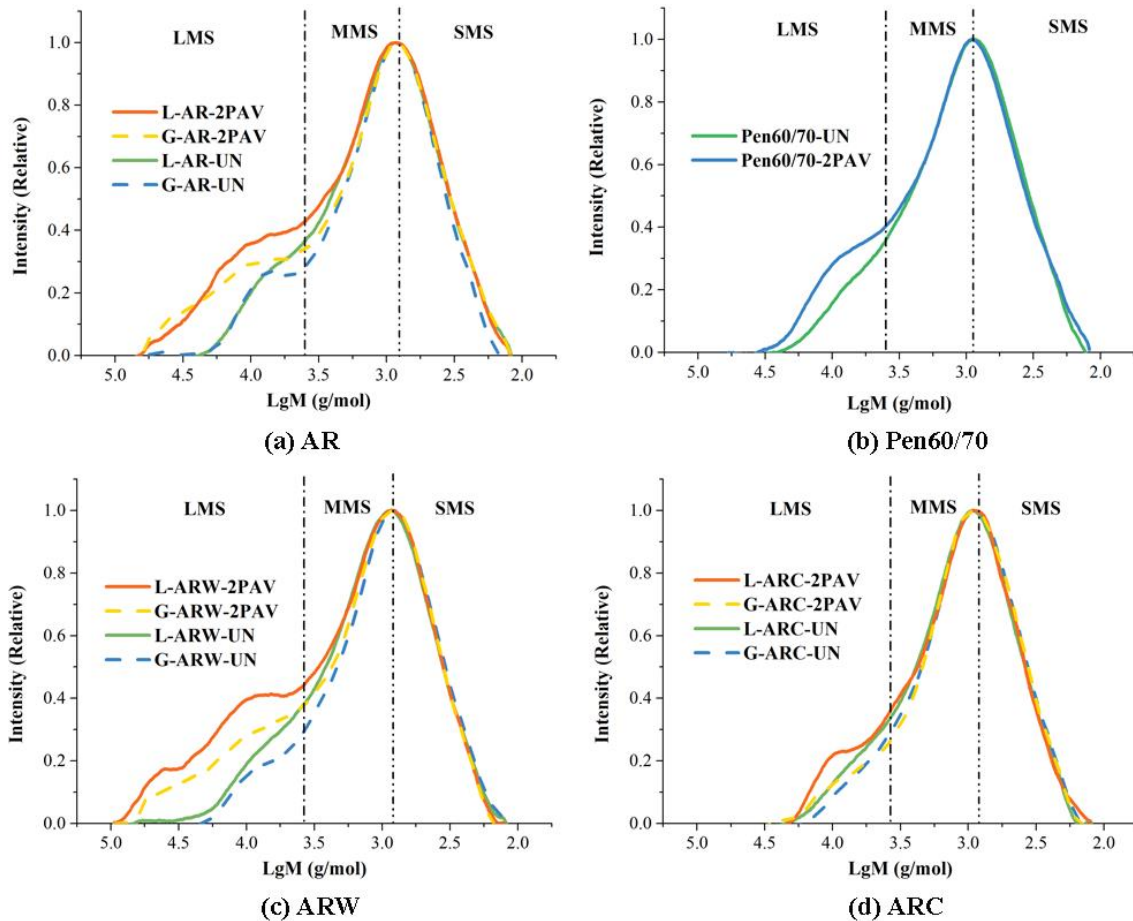 LMS MMS SMS
1.0
0.8
0.6
0.4
0.2
0.0
Intensity (Relative)
L-AR-2PAV
G-AR-2PAV
L-AR-UN
G-AR-UN
5.0 4.5 4.0 3.5 3.0 2.5 2.0
LgM (g/mol)
(a) AR
LMS MMS SMS
1.0
0.8
0.6
0.4
0.2
0.0
Intensity (Relative)
Pen60/70-UN
Pen60/70-2PAV
5.0 4.5 4.0 3.5 3.0 2.5 2.0
LgM (g/mol)
(b) Pen60/70
LMS MMS SMS
1.0
0.8
0.6
0.4
0.2
0.0
Intensity (Relative)
L-ARW-2PAV
G-ARW-2PAV
L-ARW-UN
G-ARW-UN
5.0 4.5 4.0 3.5 3.0 2.5 2.0
LgM (g/mol)
(c) ARW
LMS MMS SMS
1.0
0.8
0.6
0.4
0.2
0.0
Intensity (Relative)
L-ARC-2PAV
G-ARC-2PAV
L-ARC-UN
G-ARC-UN
5.0 4.5 4.0 3.5 3.0 2.5 2.0
LgM (g/mol)
(d) ARC